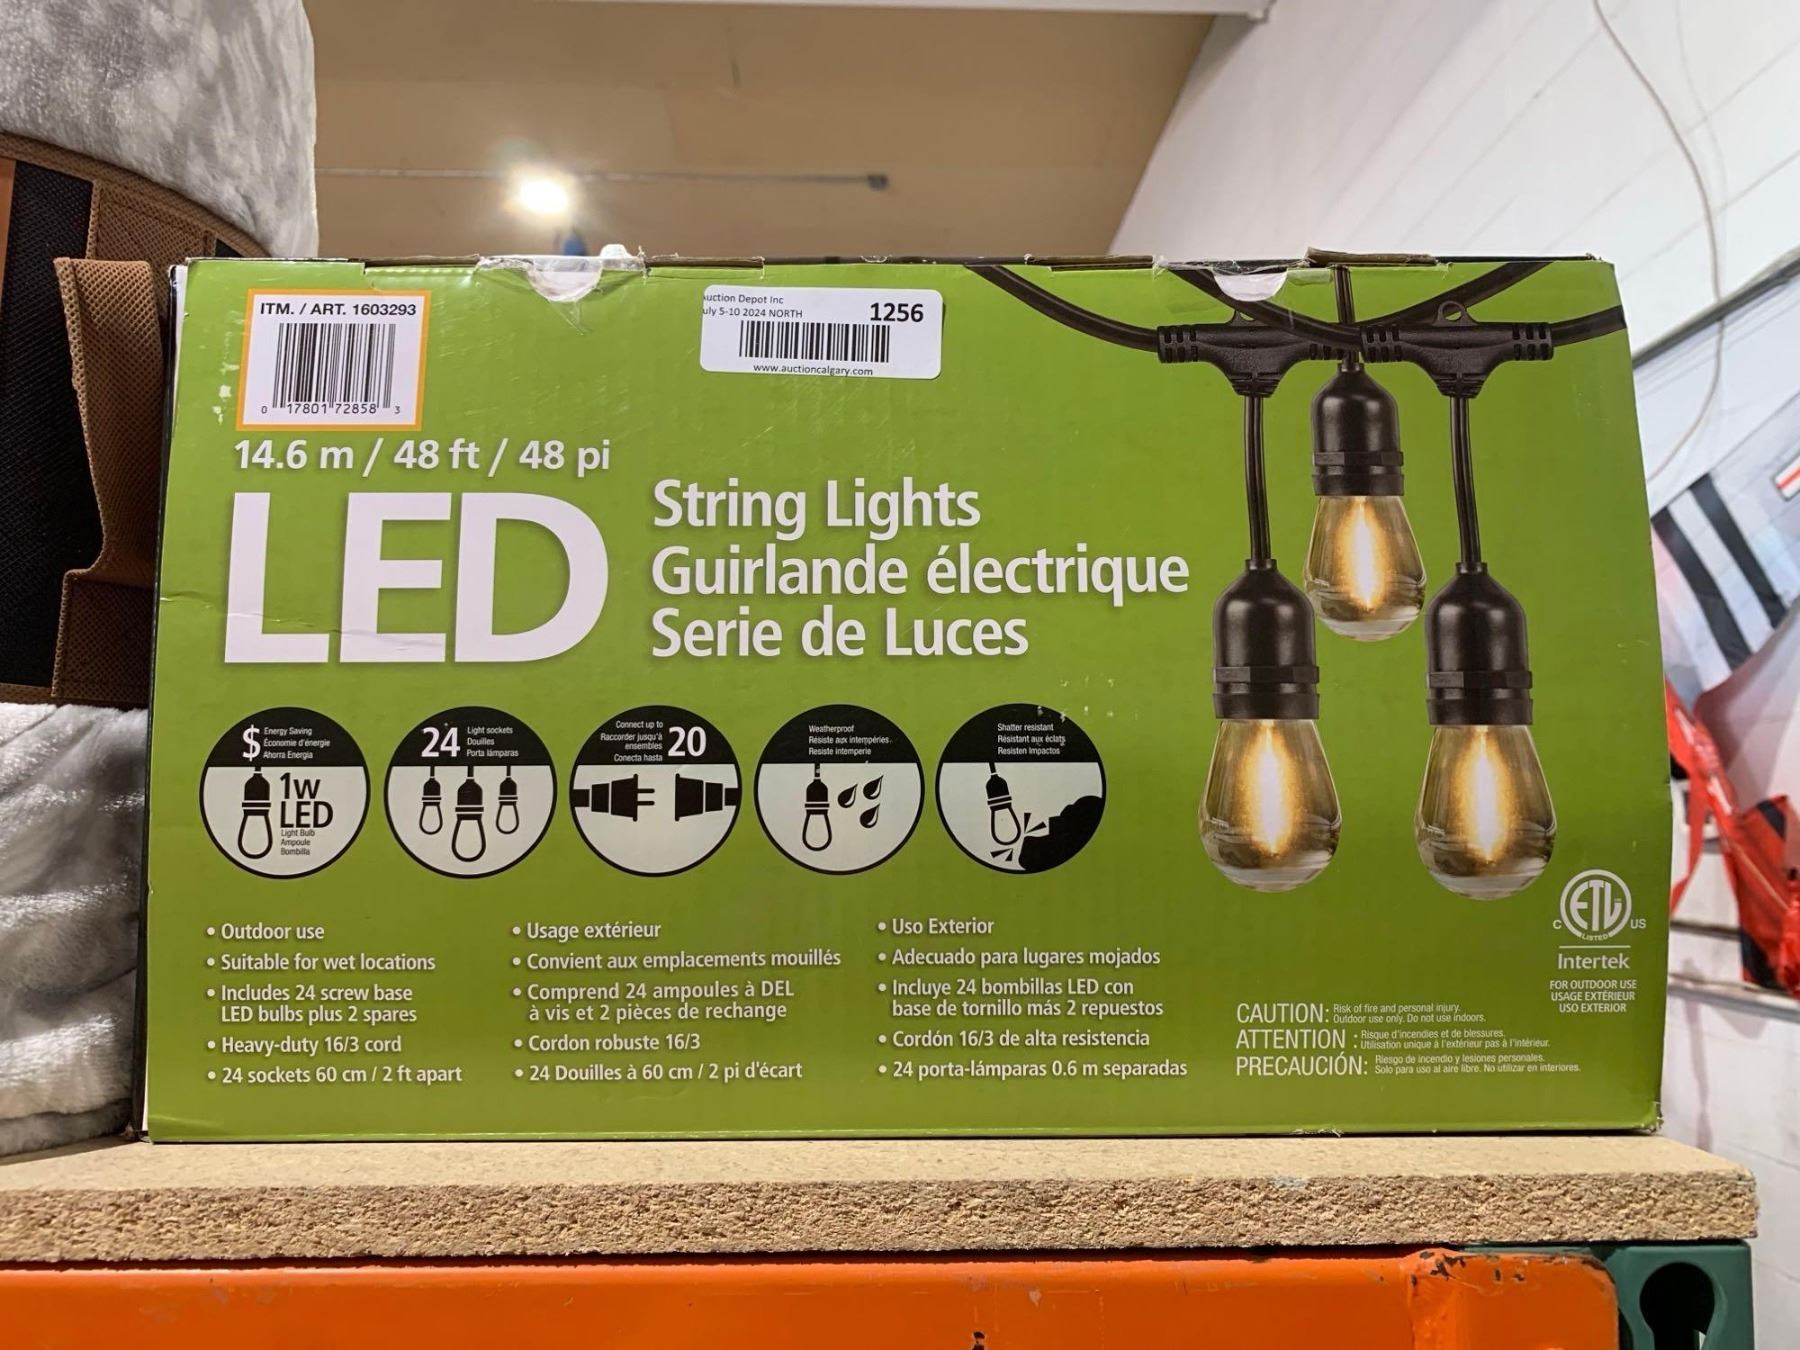 ITM. / ART. 1603293
0 17801 72858 3
uction Depot Inc
uly 5-10 2024 NORTH
1256
www.auctioncalgary.com
14.6 m / 48 ft / 48 pi
LED
String Lights
Guirlande électrique
Serie de Luces
$ Energy Saving
Économie d'énergie
Ahorra Energia
1w
LED
Light Bulb
Ampoule
Bombilla
24 Light sockets
Douilles
Porta lámparas
Connect up to
Raccorder jusqu'à
ensembles
Conecta hasta
20
Weatherproof
Résiste aux intempéries.
Resiste intemperie
Shatter resistant
Résistant aux éclats
Resisten Impactos
• Outdoor use
• Suitable for wet locations
• Includes 24 screw base
LED bulbs plus 2 spares
• Heavy-duty 16/3 cord
• 24 sockets 60 cm / 2 ft apart
• Usage extérieur
• Convient aux emplacements mouillés
• Comprend 24 ampoules à DEL
à vis et 2 pièces de rechange
• Cordon robuste 16/3
• 24 Douilles à 60 cm / 2 pi d'écart
• Uso Exterior
• Adecuado para lugares mojados
• Incluye 24 bombillas LED con
base de tornillo más 2 repuestos
• Cordón 16/3 de alta resistencia
• 24 porta-lámparas 0.6 m separadas
CAUTION: Risk of fire and personal injury.
Outdoor use only. Do not use indoors.
ATTENTION : Risque d'incendies et de blessures.
Utilisation unique à l'extérieur pas à l'intérieur.
PRECAUCIÓN: Riesgo de incendio y lesiones personales.
Solo para uso al aire libre. No utilizar en interiores.
ETL
LISTED
C US
Intertek
FOR OUTDOOR USE
USAGE EXTÉRIEUR
USO EXTERIOR